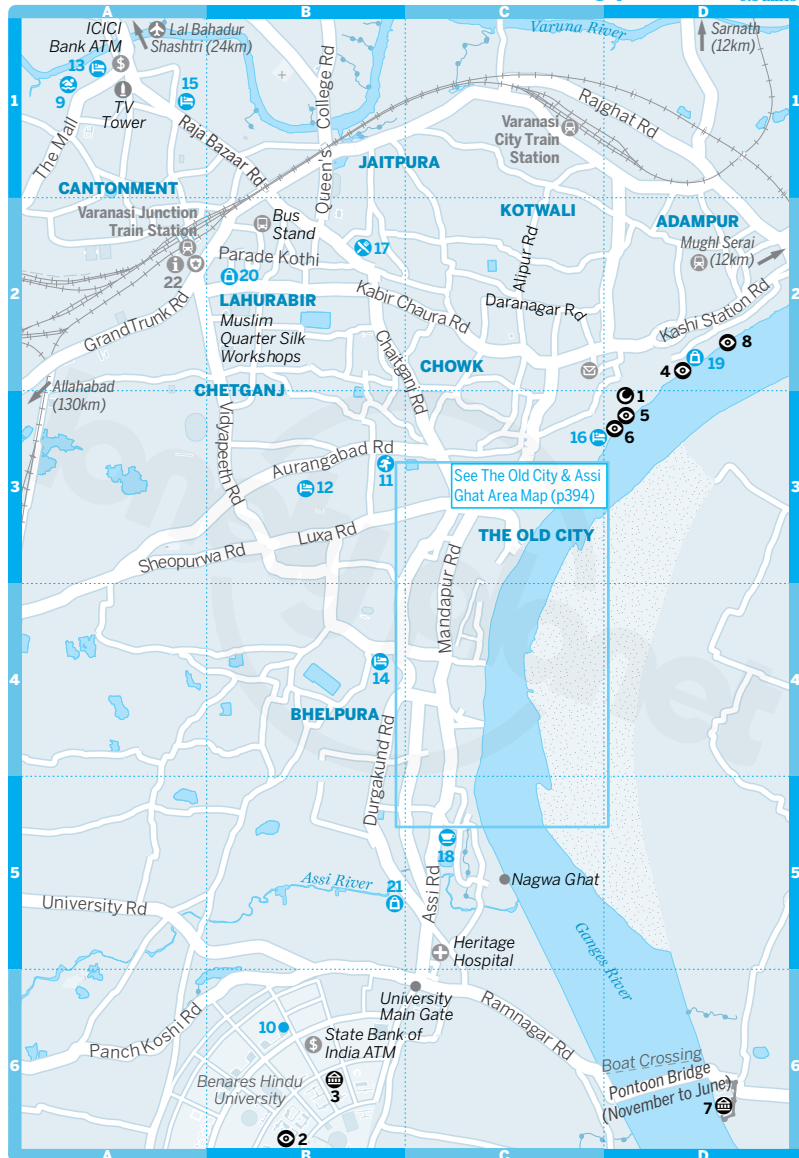 A
B
C
D
ICICI
Bank ATM
Lal Bahadur
Shashtri (24km)
Varuna River
Sarnath
(12km)
13
9
15
1
1
TV
Tower
The Mall
Raja Bazaar Rd
Queen's College Rd
JAITPURA
Varanasi
City Train
Station
Rajghat Rd
CANTONMENT
KOTWALI
ADAMPUR
Varanasi Junction
Train Station
Bus
Stand
17
Mughl Serai
(12km)
22
Parade Kothi
20
Alipur Rd
2
2
LAHURABIR
Kabir Chaura Rd
Daranagar Rd
Kashi Station Rd
GrandTrunk Rd
Muslim
Quarter Silk
Workshops
8
19
4
CHOWK
Chaitganj Rd
Allahabad
(130km)
CHETGANJ
1
5
6
16
Vidyapeeth Rd
Aurangabad Rd
11
12
See The Old City & Assi
Ghat Area Map (p394)
3
3
THE OLD CITY
Luxa Rd
Sheopurwa Rd
Mandapur Rd
lonely planet
14
4
4
BHELPURA
Durgakund Rd
18
5
5
Assi River
21
Nagwa Ghat
University Rd
Assi Rd
Heritage
Hospital
Ganges River
University
Main Gate
Ramnagar Rd
10
State Bank of
India ATM
Panch Koshi Rd
Boat Crossing
Pontoon Bridge
(November to June)
6
6
Benares Hindu
University
3
7
2
A
B
C
D